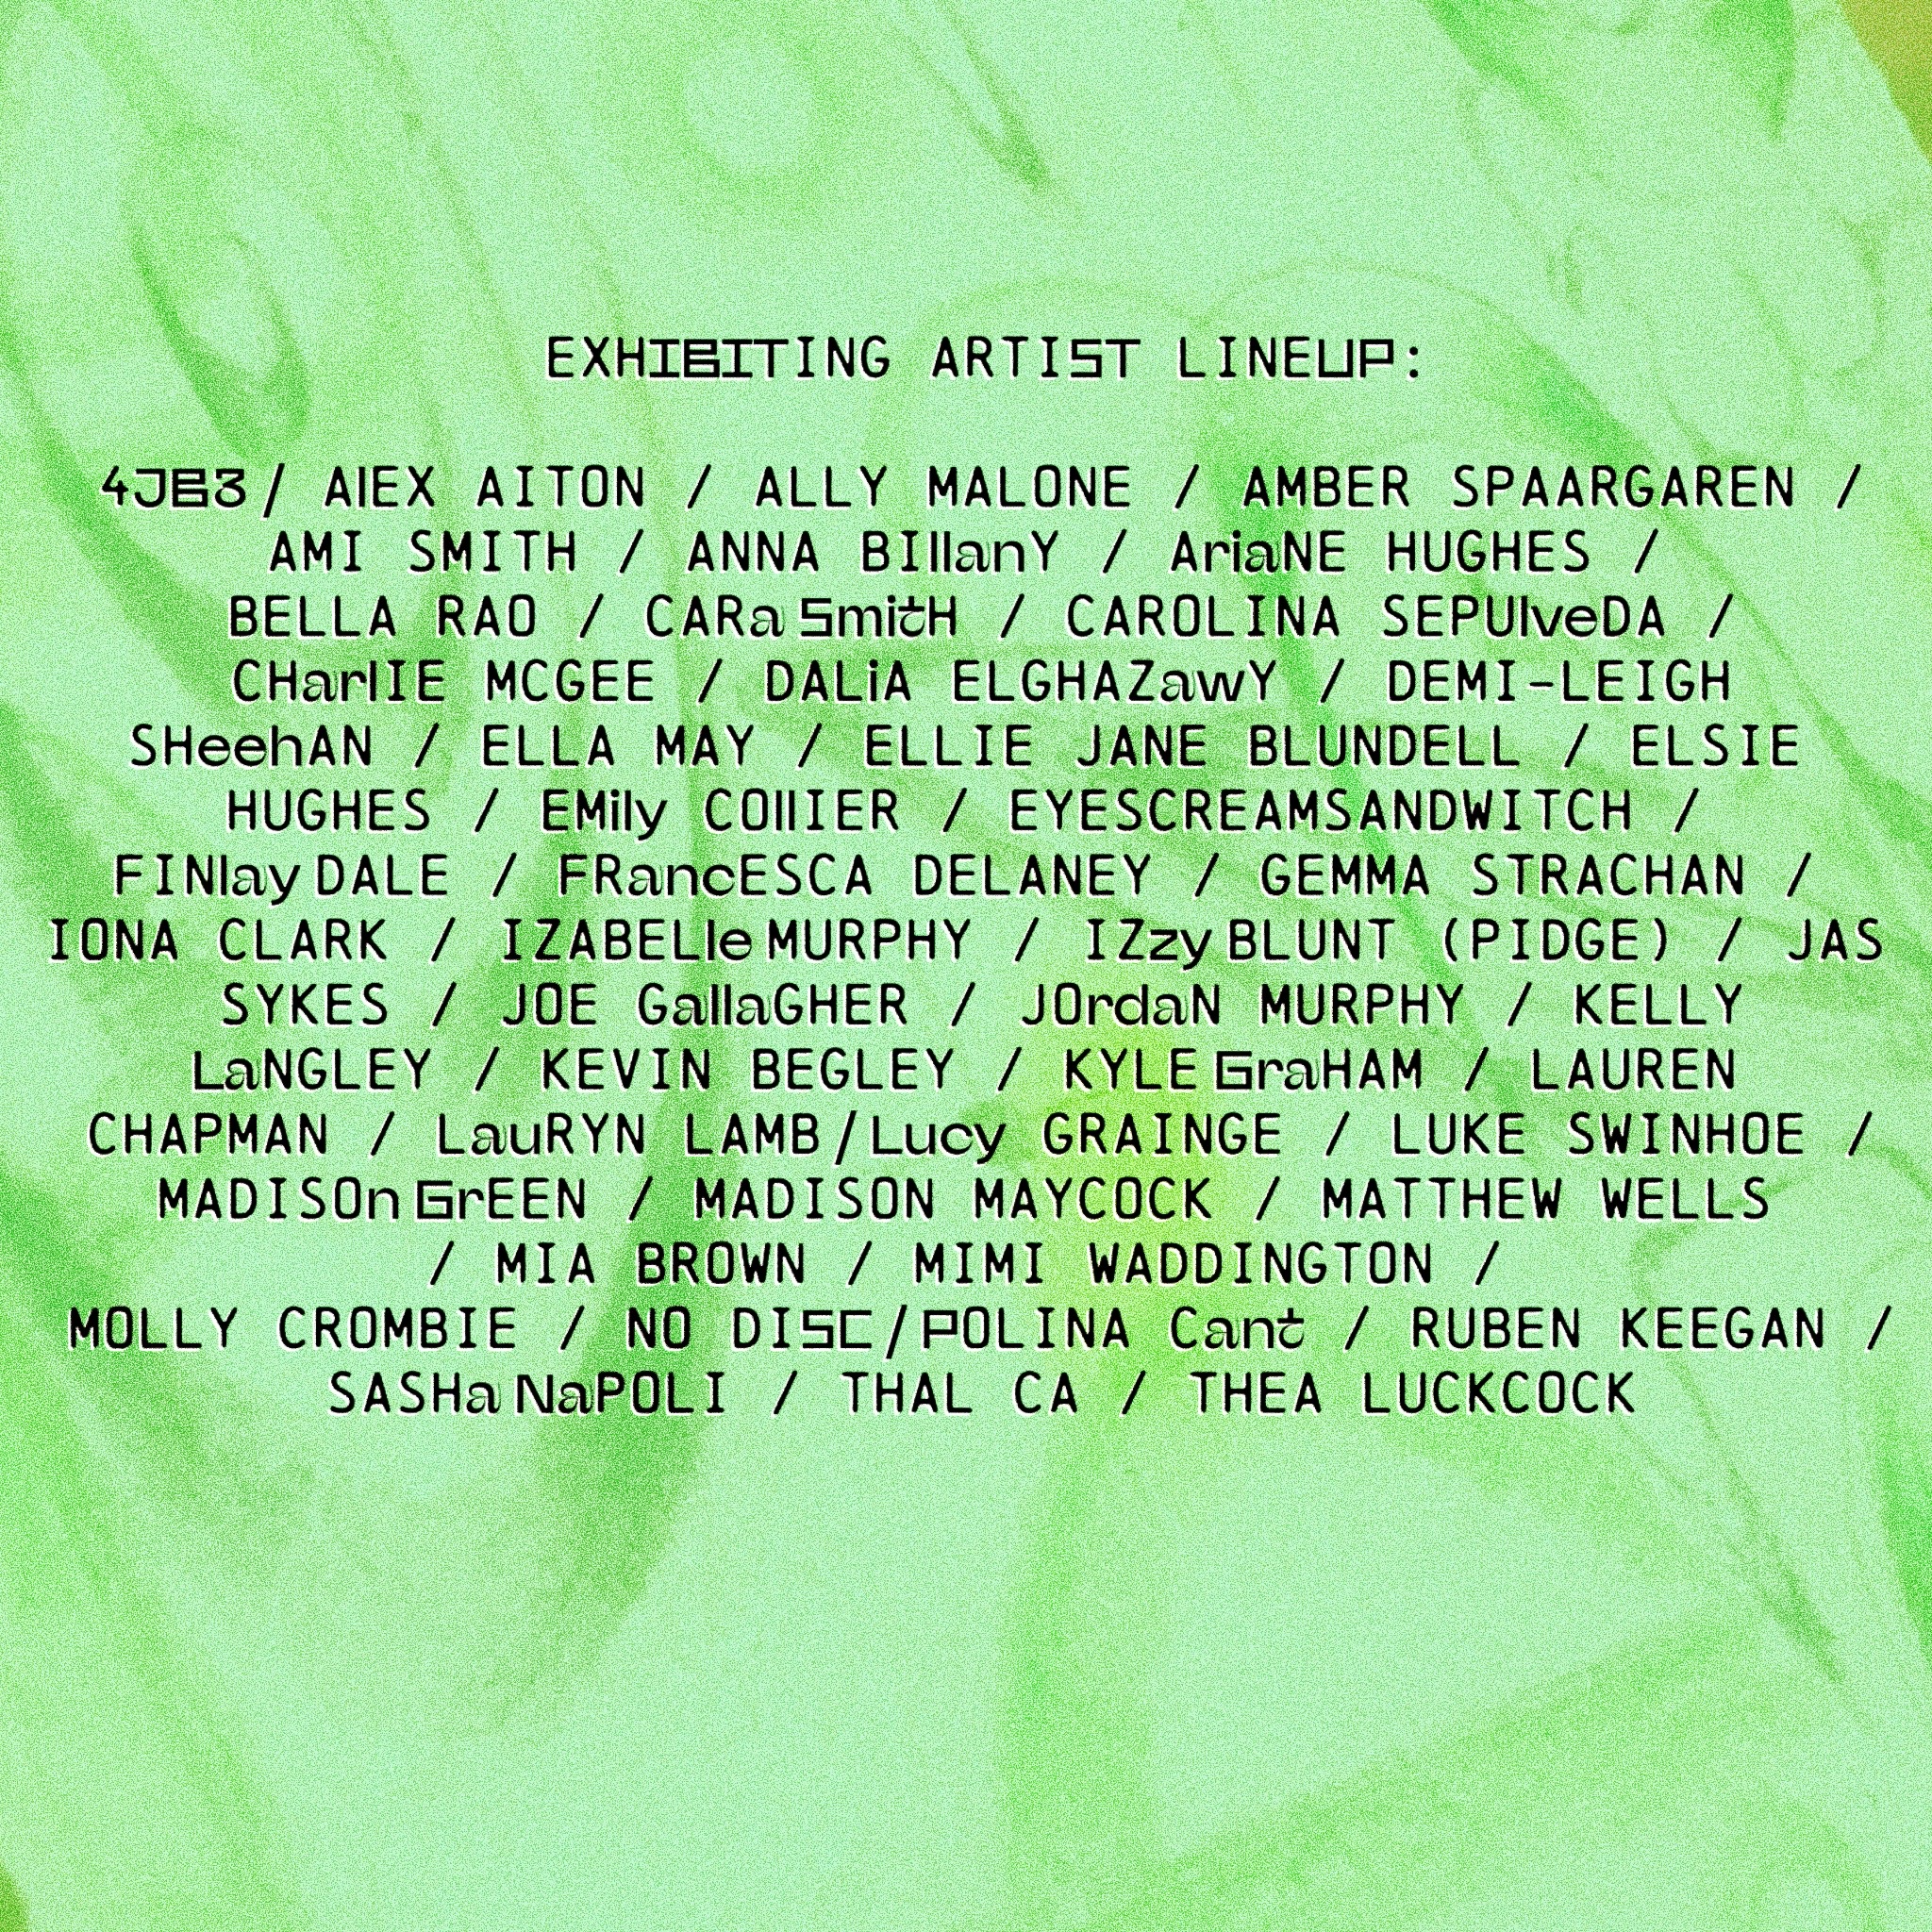 EXHIBITING ARTIST LINEUP:
4JB3 / AlEX AITON / ALLY MALONE / AMBER SPAARGAREN /
AMI SMITH / ANNA BIllanY / AriaNE HUGHES /
BELLA RAO / CARa SmitH / CAROLINA SEPUlveDA /
CHarlIE MCGEE / DALiA ELGHAZawY / DEMI-LEIGH
SHeehAN / ELLA MAY / ELLIE JANE BLUNDELL / ELSIE
HUGHES / EMily COllIER / EYESCREAMSANDWITCH /
FINlay DALE / FRancESCA DELANEY / GEMMA STRACHAN /
IONA CLARK / IZABELle MURPHY / IZzy BLUNT (PIDGE) / JAS
SYKES / JOE GallaGHER / JOrdaN MURPHY / KELLY
LaNGLEY / KEVIN BEGLEY / KYLE GraHAM / LAUREN
CHAPMAN / LauRYN LAMB / Lucy GRAINGE / LUKE SWINHOE /
MADISOn GrEEN / MADISON MAYCOCK / MATTHEW WELLS
/ MIA BROWN / MIMI WADDINGTON /
MOLLY CROMBIE / NO DISC / POLINA Cant / RUBEN KEEGAN /
SASHa NaPOLI / THAL CA / THEA LUCKCOCK